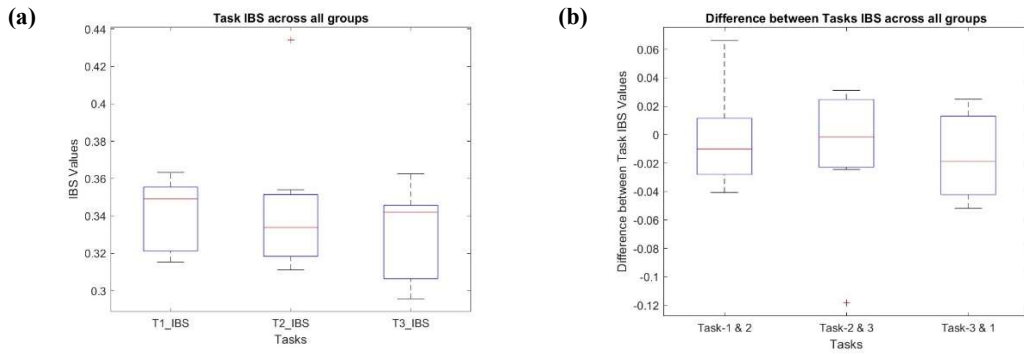 (a)
Task IBS across all groups
0.44
0.42
0.4
0.38
0.36
0.34
0.32
0.3
IBS Values
T1_IBS T2_IBS T3_IBS
Tasks
(b)
Difference between Tasks IBS across all groups
0.06
0.04
0.02
0
-0.02
-0.04
-0.06
-0.08
-0.1
-0.12
Difference between Task IBS Values
Task-1 & 2 Task-2 & 3 Task-3 & 1
Tasks